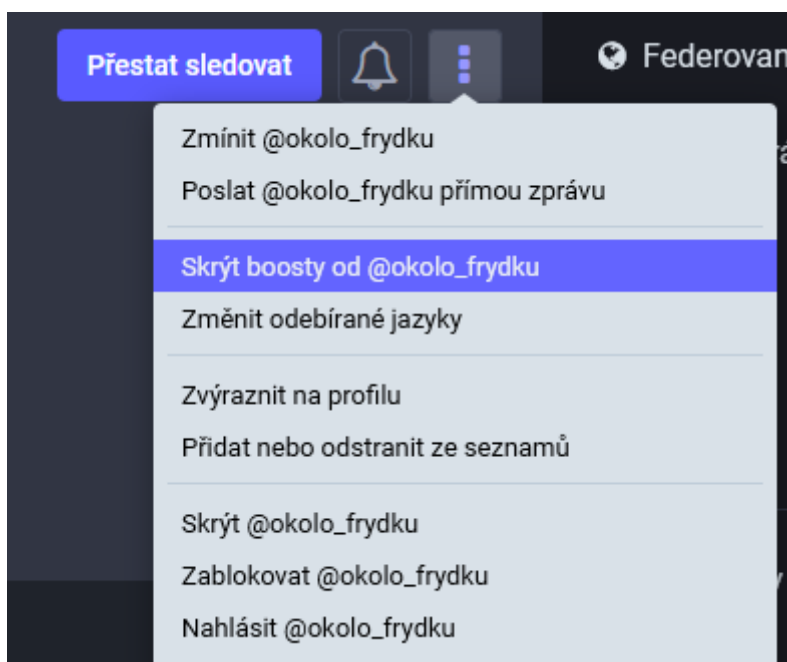 Přestat sledovat
Federovan
Zmínit @okolo_frydku
Poslat @okolo_frydku přímou zprávu
Skrýt boosty od @okolo_frydku
Změnit odebírané jazyky
Zvýraznit na profilu
Přidat nebo odstranit ze seznamů
Skrýt @okolo_frydku
Zablokovat @okolo_frydku
Nahlásit @okolo_frydku